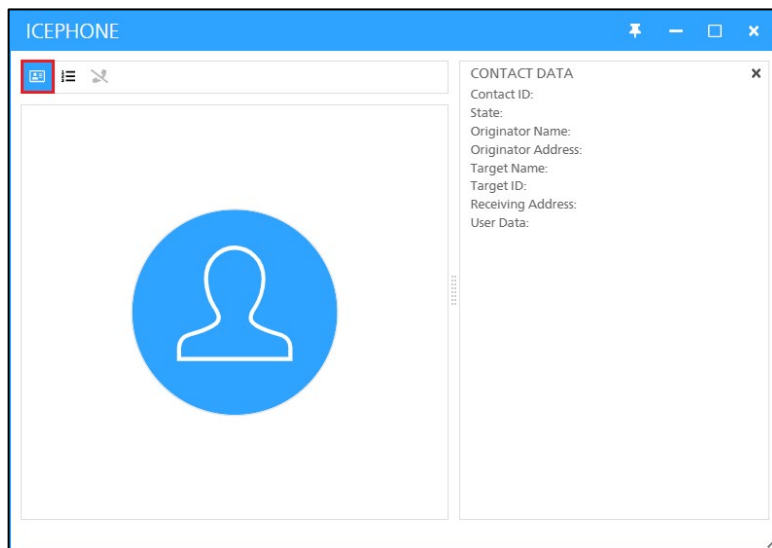 ICEPHONE
CONTACT DATA
Contact ID:
State:
Originator Name:
Originator Address:
Target Name:
Target ID:
Receiving Address:
User Data: